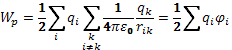 W_p = \frac{1}{2} \sum_i q_i \sum_{\substack{k \\ i \neq k}} \frac{1}{4\pi\varepsilon_0} \frac{q_k}{r_{ik}} = \frac{1}{2} \sum_i q_i \varphi_i